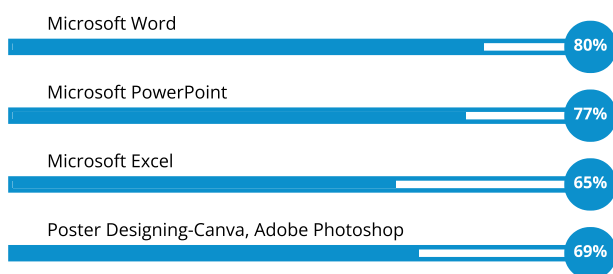 Microsoft Word
80%
Microsoft PowerPoint
77%
Microsoft Excel
65%
Poster Designing-Canva, Adobe Photoshop
69%